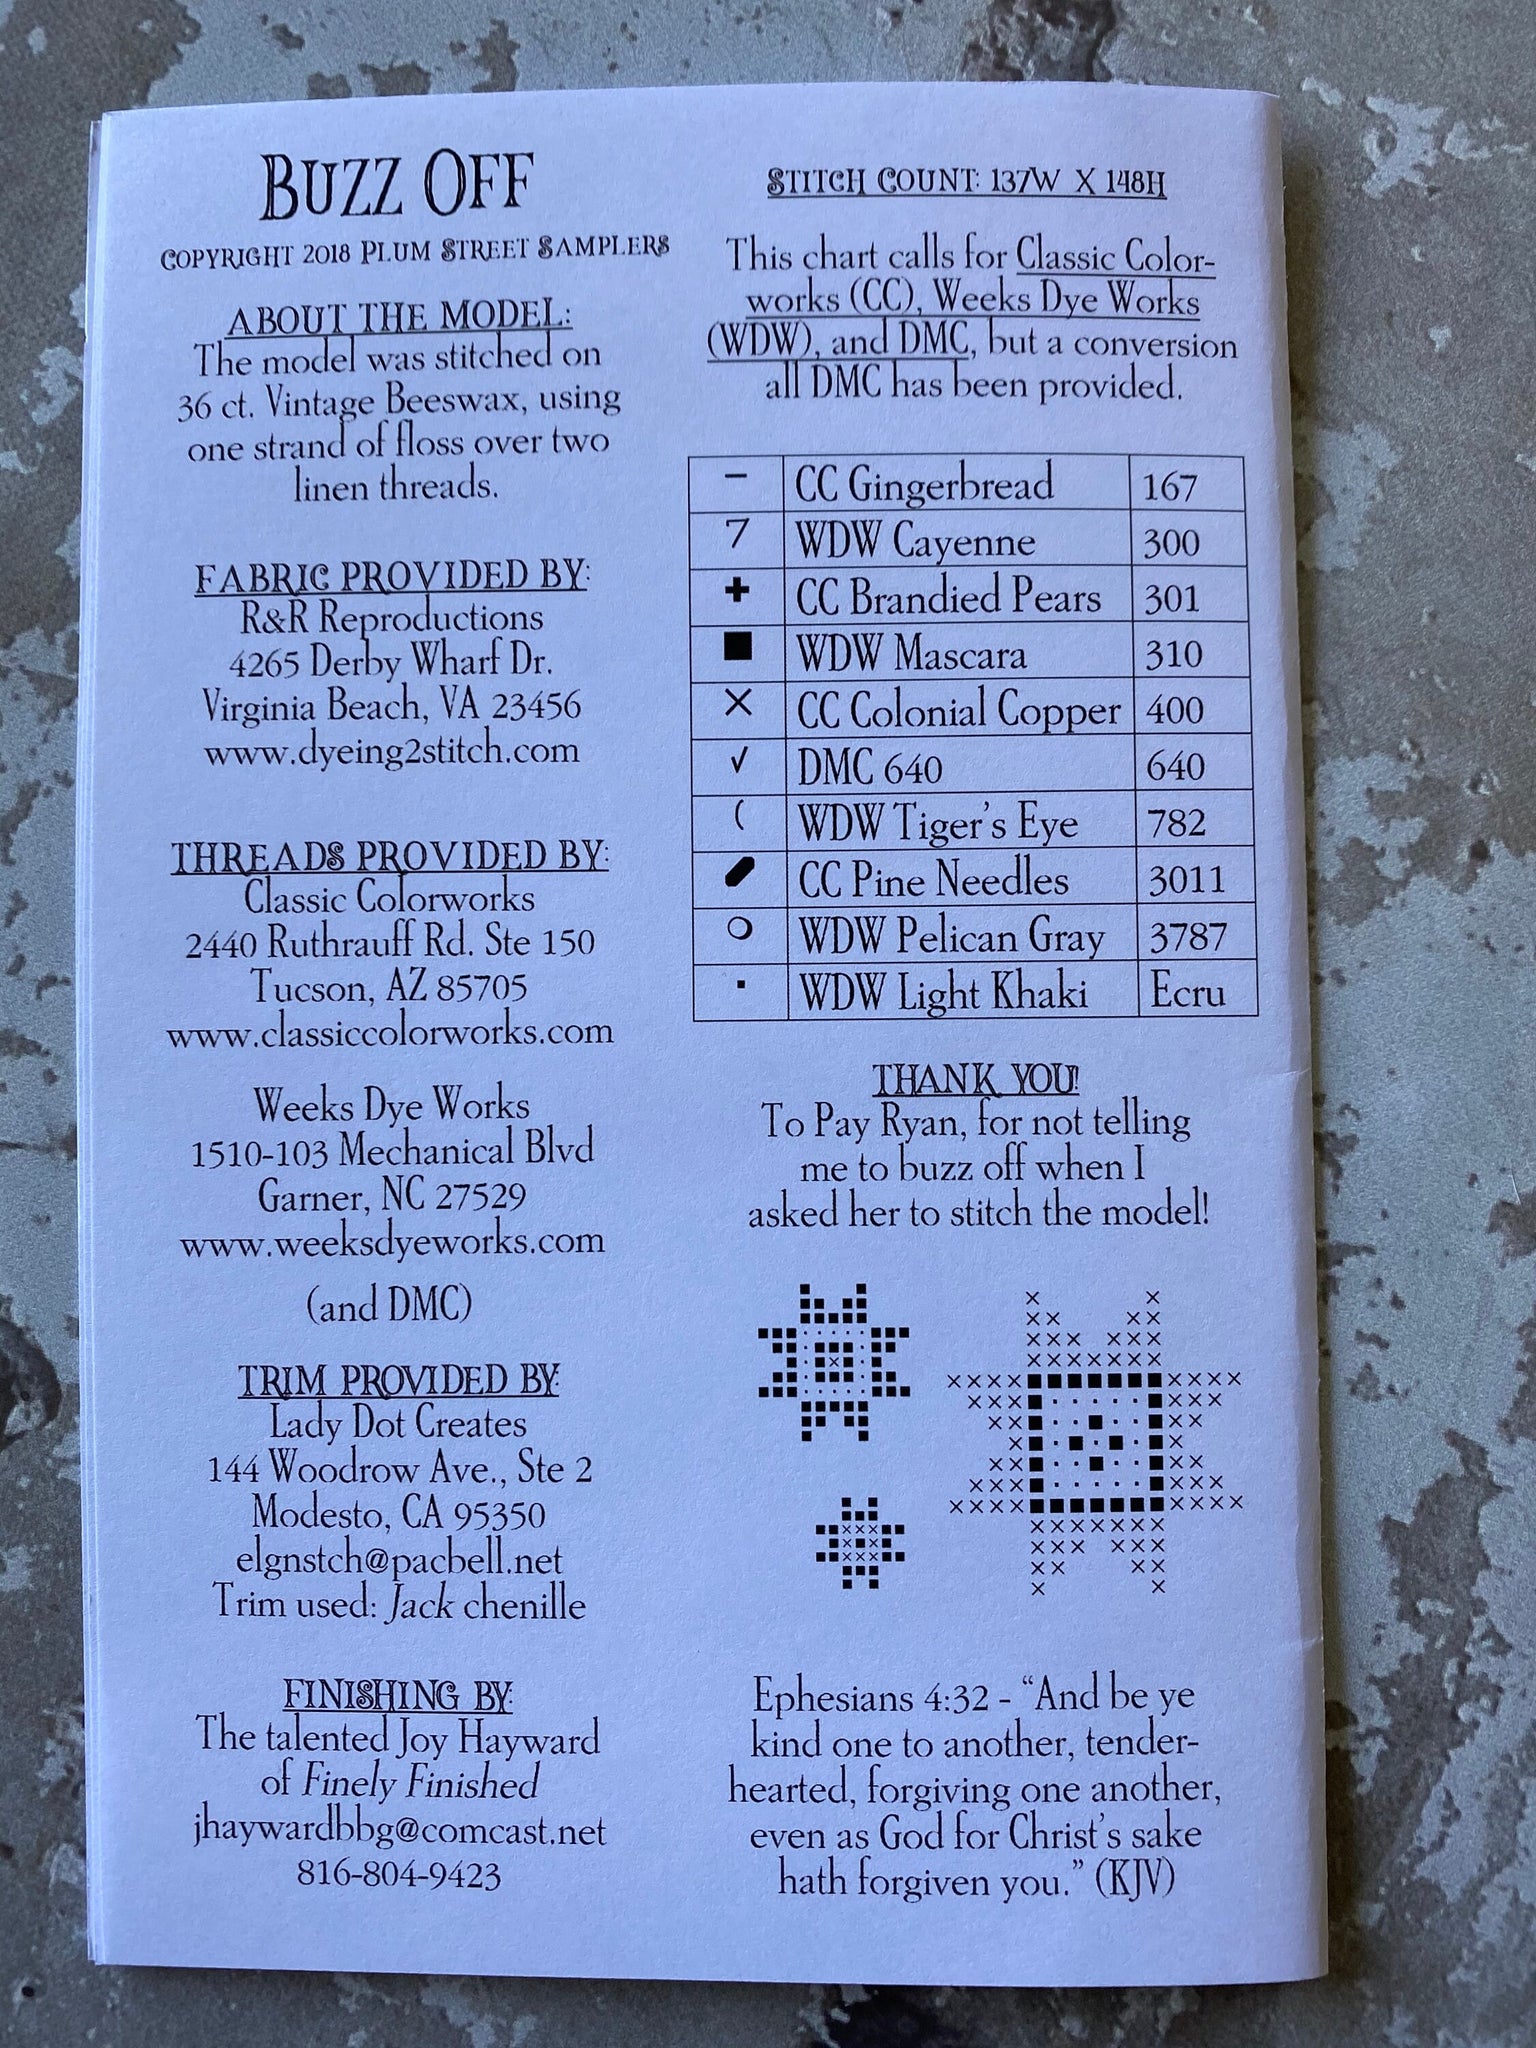 BUZZ OFF
COPYRIGHT 2018 PLUM STREET SAMPLERS
ABOUT THE MODEL:
The model was stitched on
36 ct. Vintage Beeswax, using
one strand of floss over two
linen threads.
FABRIC PROVIDED BY:
R&R Reproductions
4265 Derby Wharf Dr.
Virginia Beach, VA 23456
www.dyeing2stitch.com
THREADS PROVIDED BY:
Classic Colorworks
2440 Ruthrauff Rd. Ste 150
Tucson, AZ 85705
www.classiccolorworks.com
Weeks Dye Works
1510-103 Mechanical Blvd
Garner, NC 27529
www.weeksdyeworks.com
(and DMC)
TRIM PROVIDED BY:
Lady Dot Creates
144 Woodrow Ave., Ste 2
Modesto, CA 95350
elgnstch@pacbell.net
Trim used: Jack chenille
FINISHING BY:
The talented Joy Hayward
of Finely Finished
jhaywardbbg@comcast.net
816-804-9423
STITCH COUNT: 137W X 148H
This chart calls for Classic Color-
works (CC), Weeks Dye Works
(WDW), and DMC, but a conversion
all DMC has been provided.
– CC Gingerbread 167
7 WDW Cayenne 300
✚ CC Brandied Pears 301
■ WDW Mascara 310
× CC Colonial Copper 400
√ DMC 640 640
( WDW Tiger's Eye 782
CC Pine Needles 3011
○ WDW Pelican Gray 3787
▪ WDW Light Khaki Ecru
THANK YOU!
To Pay Ryan, for not telling
me to buzz off when I
asked her to stitch the model!
Ephesians 4:32 - “And be ye
kind one to another, tender-
hearted, forgiving one another,
even as God for Christ's sake
hath forgiven you.” (KJV)